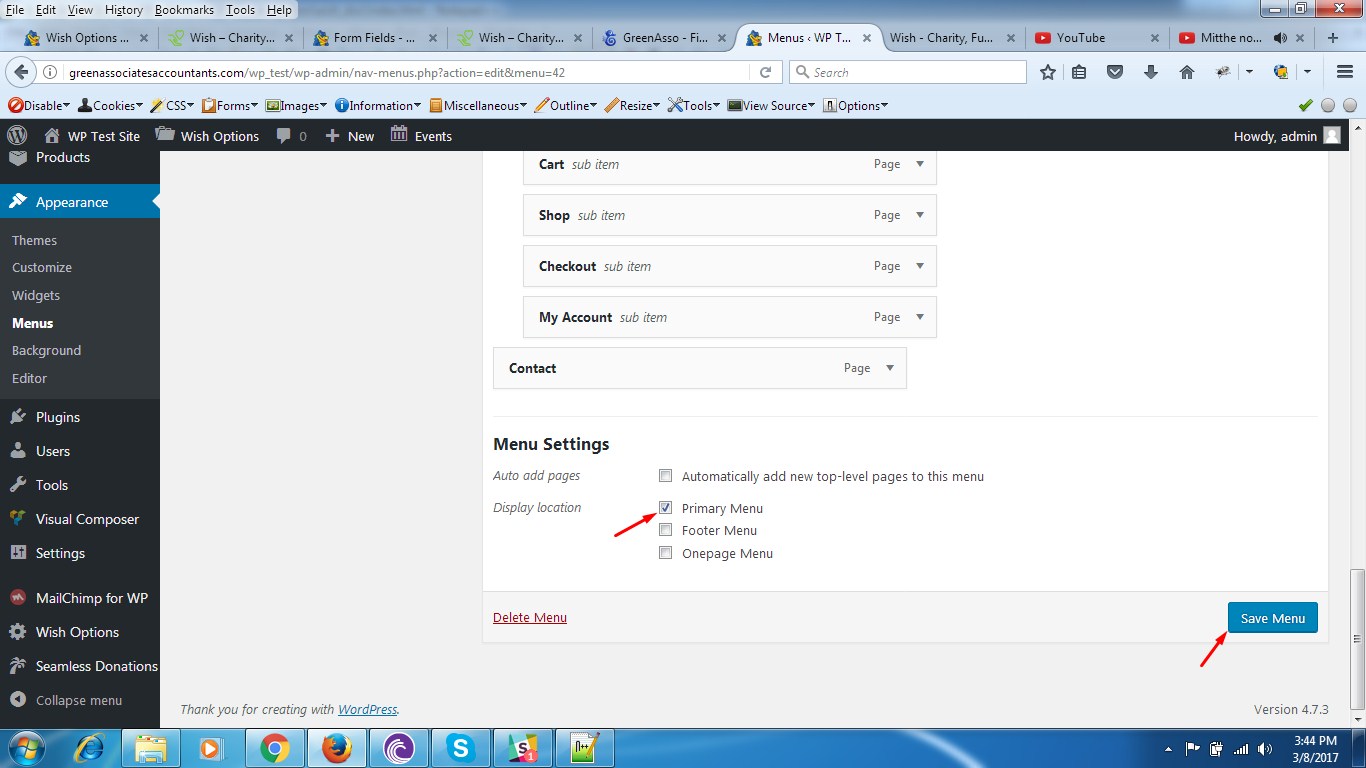 File Edit View History Bookmarks Tools Help
Wish Options ... Wish – Charity... Form Fields - ... Wish – Charity... GreenAsso - Fi... Menus ‹ WP T... Wish - Charity, Fu... YouTube Mitthe no...
greenassociatesaccountants.com/wp_test/wp-admin/nav-menus.php?action=edit&menu=42 Search
Disable Cookies CSS Forms Images Information Miscellaneous Outline Resize Tools View Source Options
WP Test Site Wish Options 0 New Events Howdy, admin
Products
Appearance
Themes
Customize
Widgets
Menus
Background
Editor
Plugins
Users
Tools
Visual Composer
Settings
MailChimp for WP
Wish Options
Seamless Donations
Collapse menu
Cart sub item Page
Shop sub item Page
Checkout sub item Page
My Account sub item Page
Contact Page
Menu Settings
Auto add pages Automatically add new top-level pages to this menu
Display location Primary Menu
Footer Menu
Onepage Menu
Delete Menu Save Menu
Thank you for creating with WordPress. Version 4.7.3
3:44 PM
3/8/2017